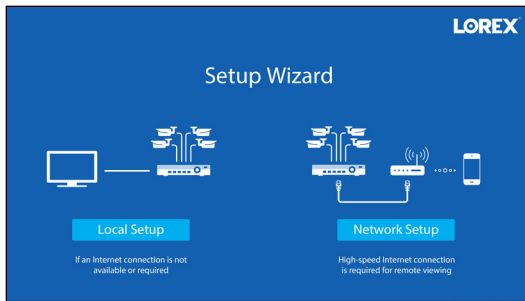 LOREX
Setup Wizard
Local Setup
Network Setup
If an Internet connection is not
available or required
High-speed Internet connection
is required for remote viewing